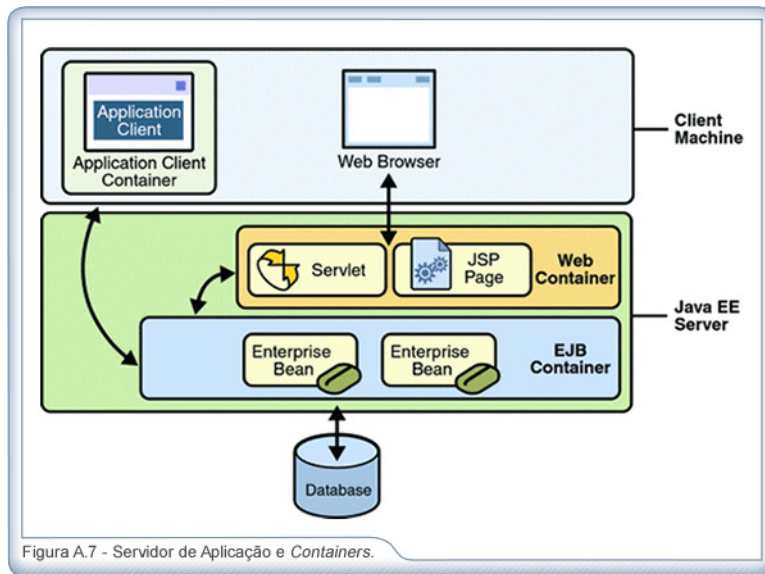 Application
Client
Application Client
Container
Web Browser
Client
Machine
Servlet
JSP
Page
Web
Container
Java EE
Server
Enterprise
Bean
Enterprise
Bean
EJB
Container
Database
Figura A.7 - Servidor de Aplicação e Containers.